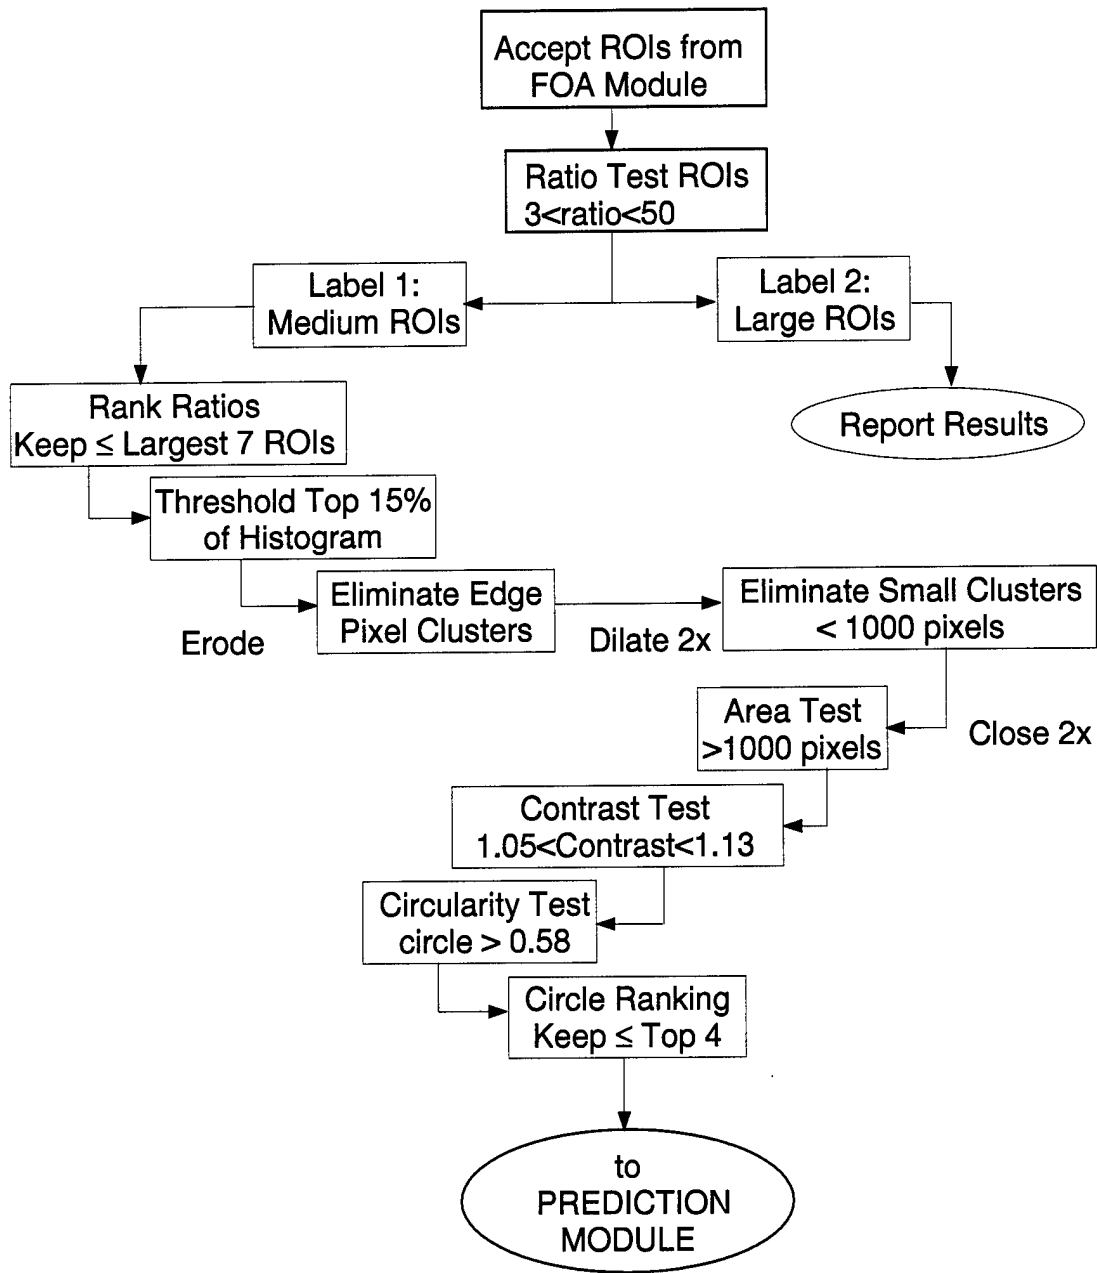 Accept ROIs from
FOA Module
Ratio Test ROIs
3<ratio<50
Label 1:
Medium ROIs
Label 2:
Large ROIs
Rank Ratios
Keep ≤ Largest 7 ROIs
Report Results
Threshold Top 15%
of Histogram
Erode
Eliminate Edge
Pixel Clusters
Dilate 2x
Eliminate Small Clusters
< 1000 pixels
Area Test
>1000 pixels
Close 2x
Contrast Test
1.05<Contrast<1.13
Circularity Test
circle > 0.58
Circle Ranking
Keep ≤ Top 4
to
PREDICTION
MODULE